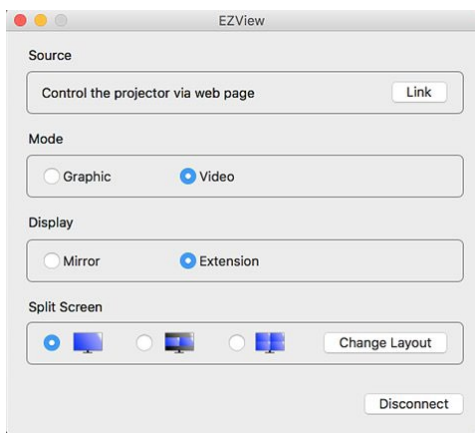 EZView
Source
Control the projector via web page Link
Mode
Graphic Video
Display
Mirror Extension
Split Screen
Change Layout
Disconnect